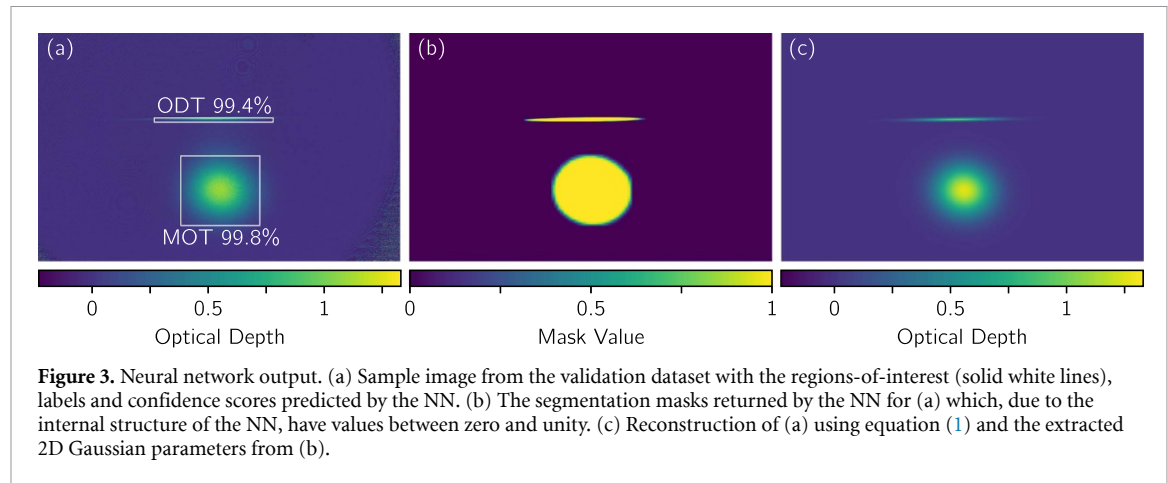 (a)
(b)
(c)
ODT 99.4%
MOT 99.8%
0 0.5 1
0 0.5 1
0 0.5 1
Optical Depth
Mask Value
Optical Depth
Figure 3. Neural network output. (a) Sample image from the validation dataset with the regions-of-interest (solid white lines),
labels and confidence scores predicted by the NN. (b) The segmentation masks returned by the NN for (a) which, due to the
internal structure of the NN, have values between zero and unity. (c) Reconstruction of (a) using equation (1) and the extracted
2D Gaussian parameters from (b).